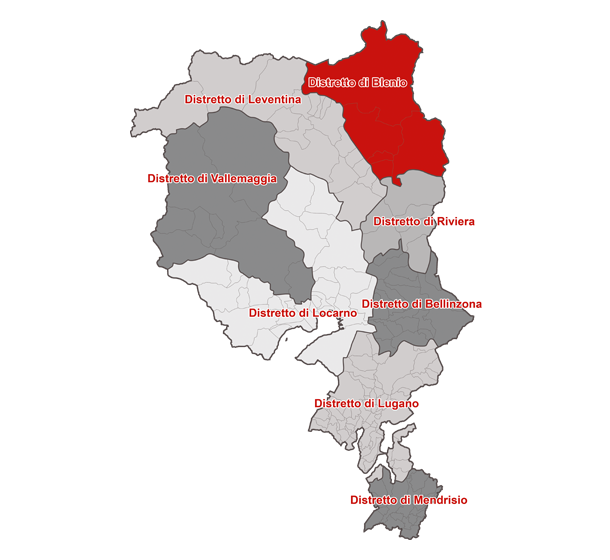 Distretto di Blenio
Distretto di Leventina
Distretto di Vallemaggia
Distretto di Riviera
Distretto di Bellinzona
Distretto di Locarno
Distretto di Lugano
Distretto di Mendrisio